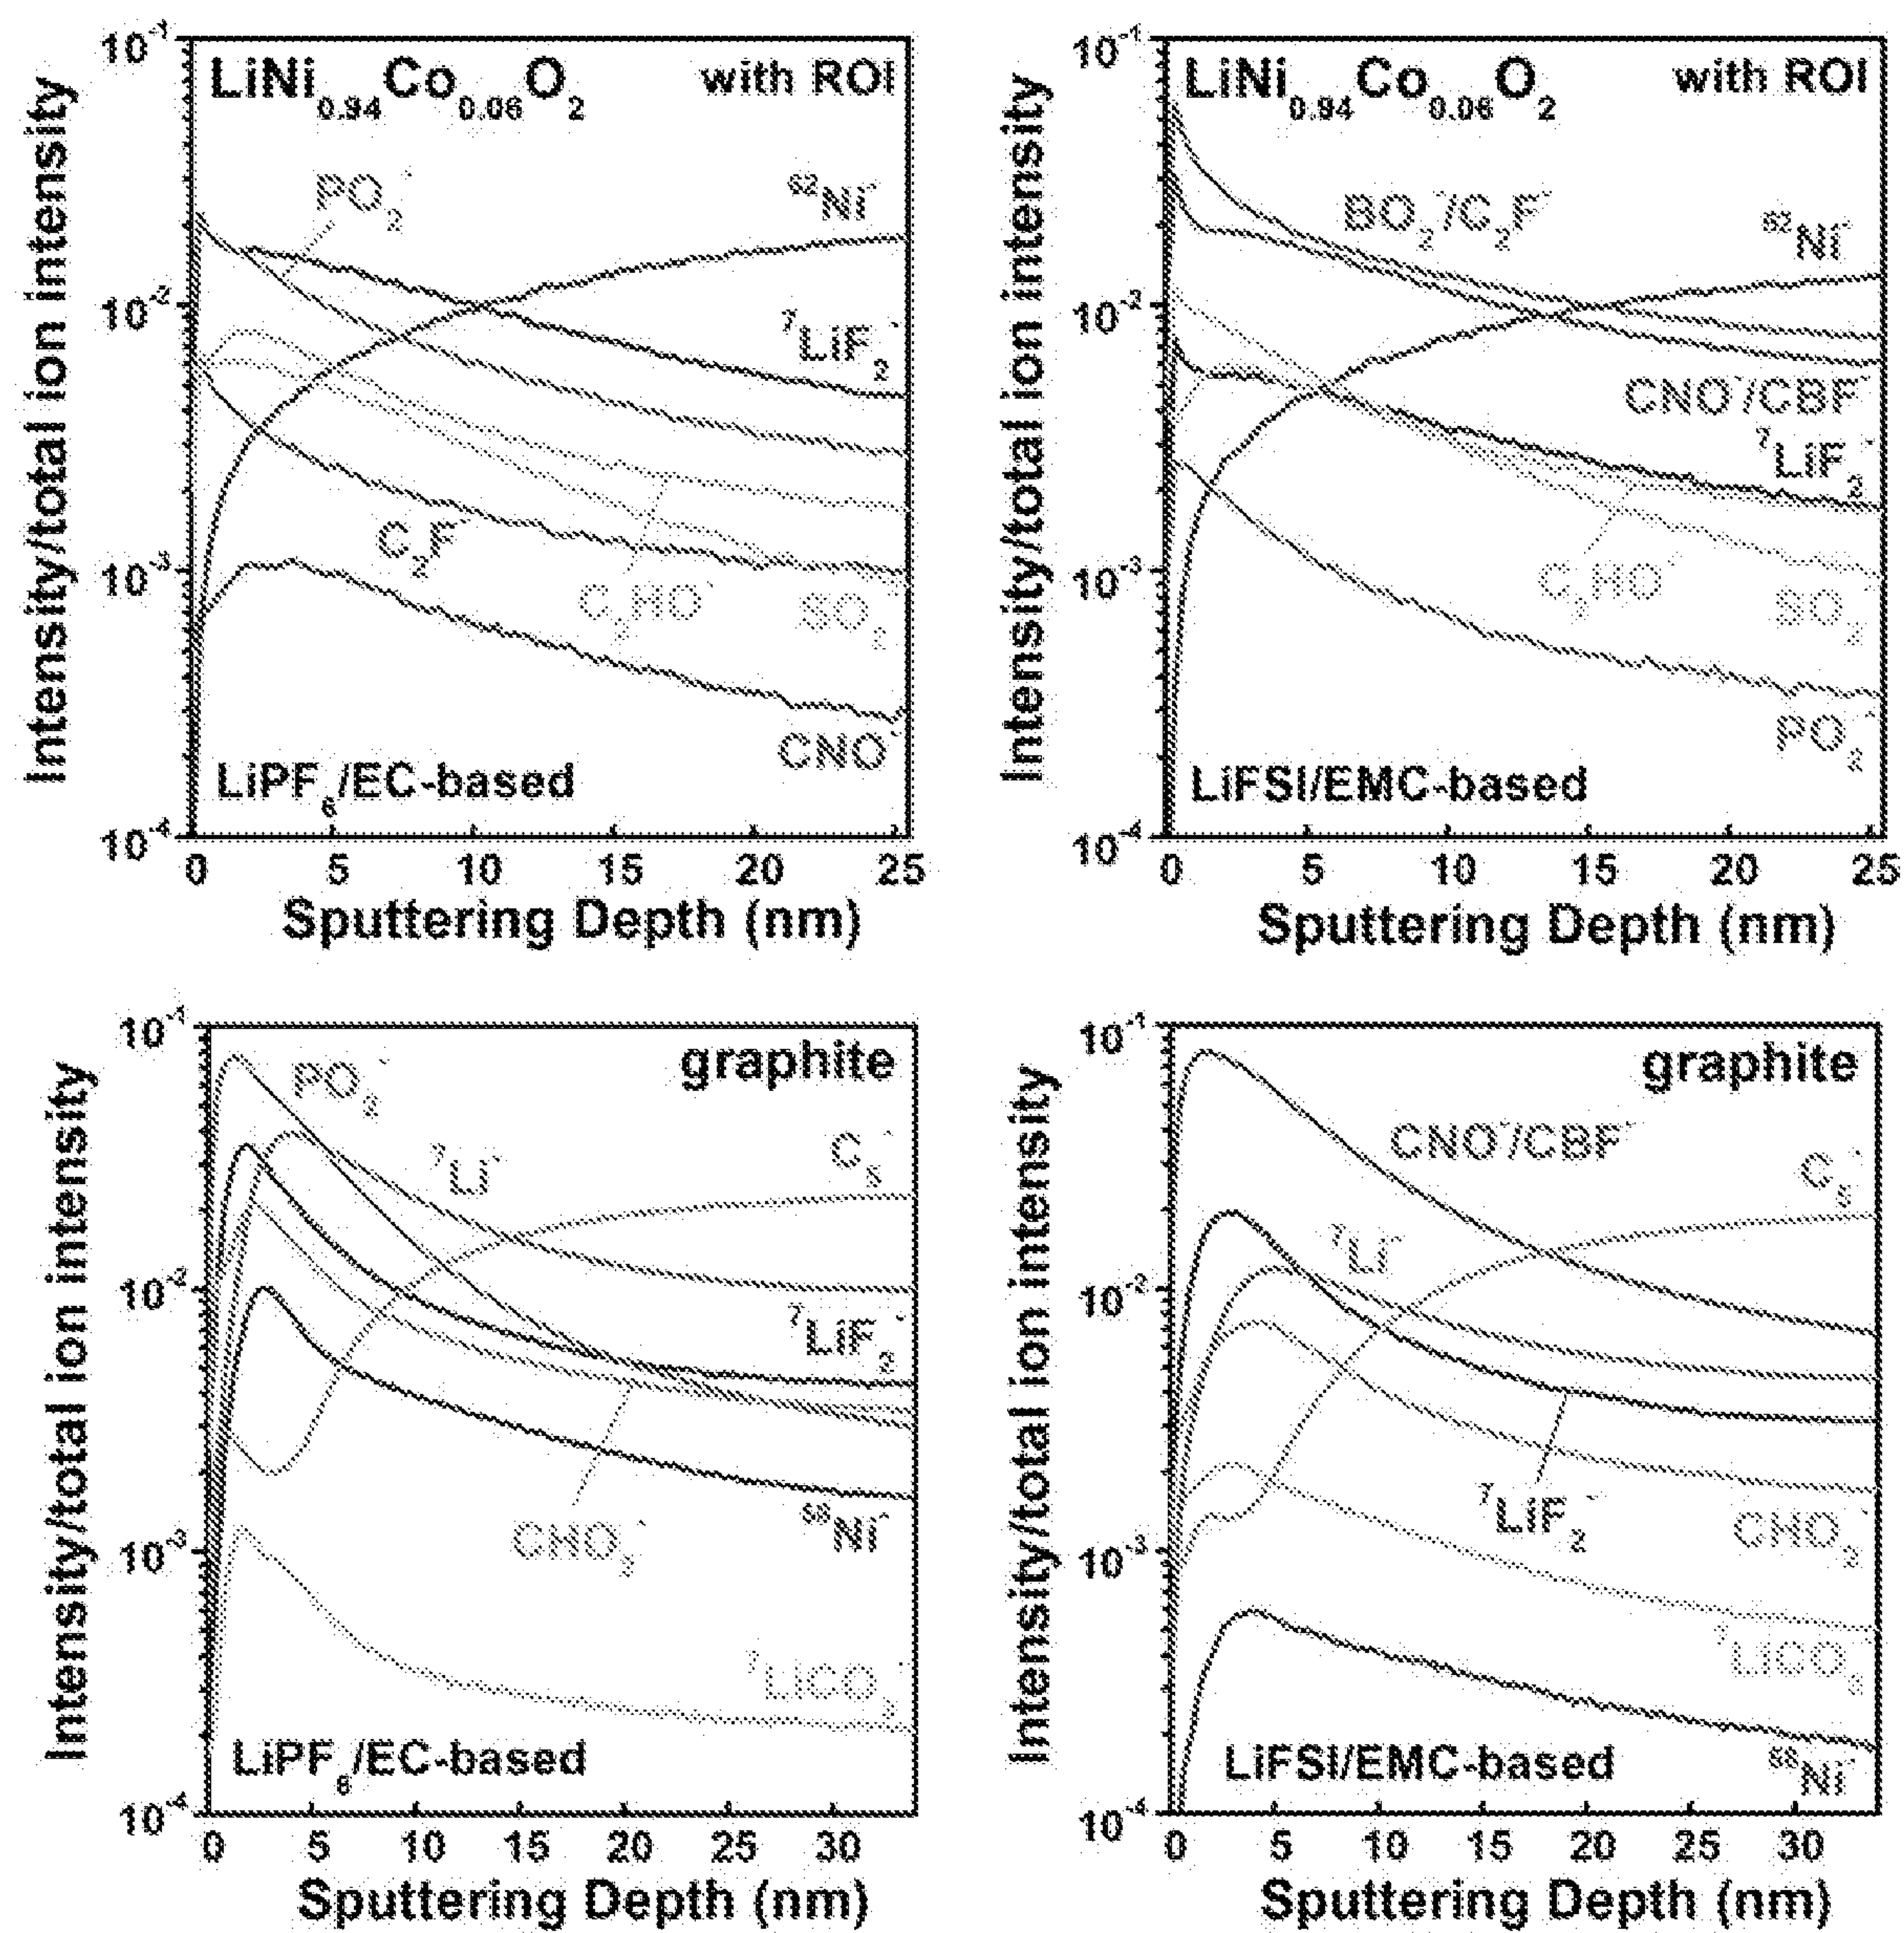 10⁻¹
LiNi₀.₉₄Co₀.₀₆O₂ with ROI
PO₂⁻
⁶²Ni⁻
10⁻²
⁷LiF₂⁻
C₂F⁻
10⁻³
C₂HO⁻
SO₂⁻
CNO⁻
LiPF₆/EC-based
10⁻⁴
0 5 10 15 20 25
Sputtering Depth (nm)
Intensity/total ion intensity
10⁻¹
LiNi₀.₉₄Co₀.₀₆O₂ with ROI
BO₂⁻/C₂F⁻
⁶²Ni⁻
10⁻²
CNO⁻/CBF⁻
⁷LiF₂⁻
10⁻³
C₂HO⁻
SO₂⁻
PO₂⁻
LiFSI/EMC-based
10⁻⁴
0 5 10 15 20 25
Sputtering Depth (nm)
Intensity/total ion intensity
10⁻¹
graphite
PO₂⁻
⁷Li⁻
C₅⁻
10⁻²
⁷LiF₂⁻
⁵⁸Ni⁻
CHO₂⁻
10⁻³
⁷LiCO₃⁻
LiPF₆/EC-based
10⁻⁴
0 5 10 15 20 25 30
Sputtering Depth (nm)
Intensity/total ion intensity
10⁻¹
graphite
CNO⁻/CBF⁻
C₅⁻
⁷Li⁻
10⁻²
⁷LiF₂⁻
CHO₂⁻
10⁻³
⁷LiCO₃⁻
LiFSI/EMC-based
⁵⁸Ni⁻
10⁻⁴
0 5 10 15 20 25 30
Sputtering Depth (nm)
Intensity/total ion intensity